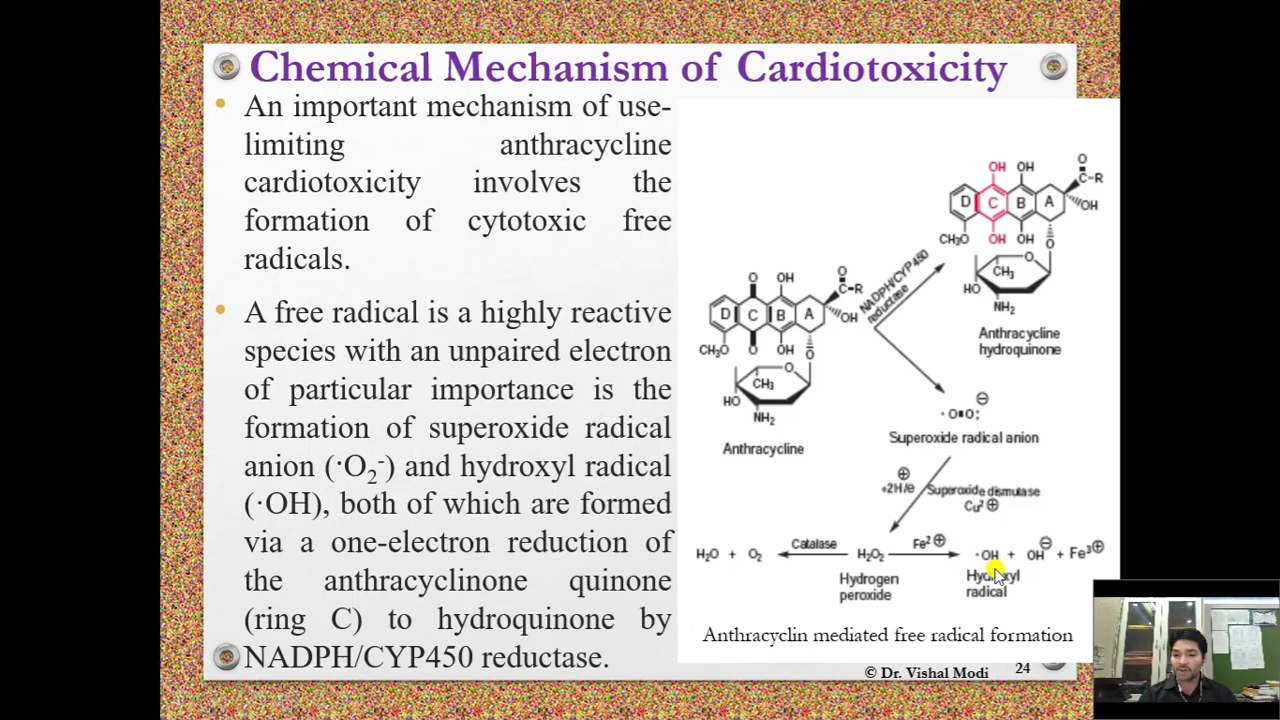 Chemical Mechanism of Cardiotoxicity
• An important mechanism of use-
limiting anthracycline
cardiotoxicity involves the
formation of cytotoxic free
radicals.
• A free radical is a highly reactive
species with an unpaired electron
of particular importance is the
formation of superoxide radical
anion (·O₂⁻) and hydroxyl radical
(·OH), both of which are formed
via a one-electron reduction of
the anthracyclinone quinone
(ring C) to hydroquinone by
NADPH/CYP450 reductase.
OH OH O
C-R
D C B A
OH
CH₃O OH OH
O
O
CH₃
HO
NH₂
Anthracycline
hydroquinone
NADPH/CYP450
reductase
O OH O
C-R
D C B A
OH
CH₃O O OH
O
O
CH₃
HO
NH₂
Anthracycline
⊖
·O=O:
Superoxide radical anion
⊕
+2H/e
Superoxide dismutase
Cu²⊕
H₂O + O₂
Catalase
H₂O₂
Fe²⊕
·OH + OH⊖ + Fe³⊕
Hydrogen
peroxide
Hydroxyl
radical
Anthracyclin mediated free radical formation
© Dr. Vishal Modi
24